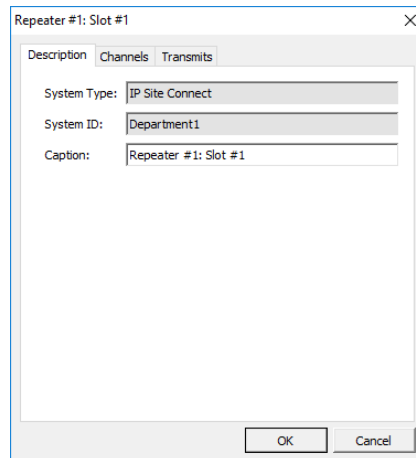 Repeater #1: Slot #1
Description Channels Transmits
System Type: IP Site Connect
System ID: Department1
Caption: Repeater #1: Slot #1
OK Cancel